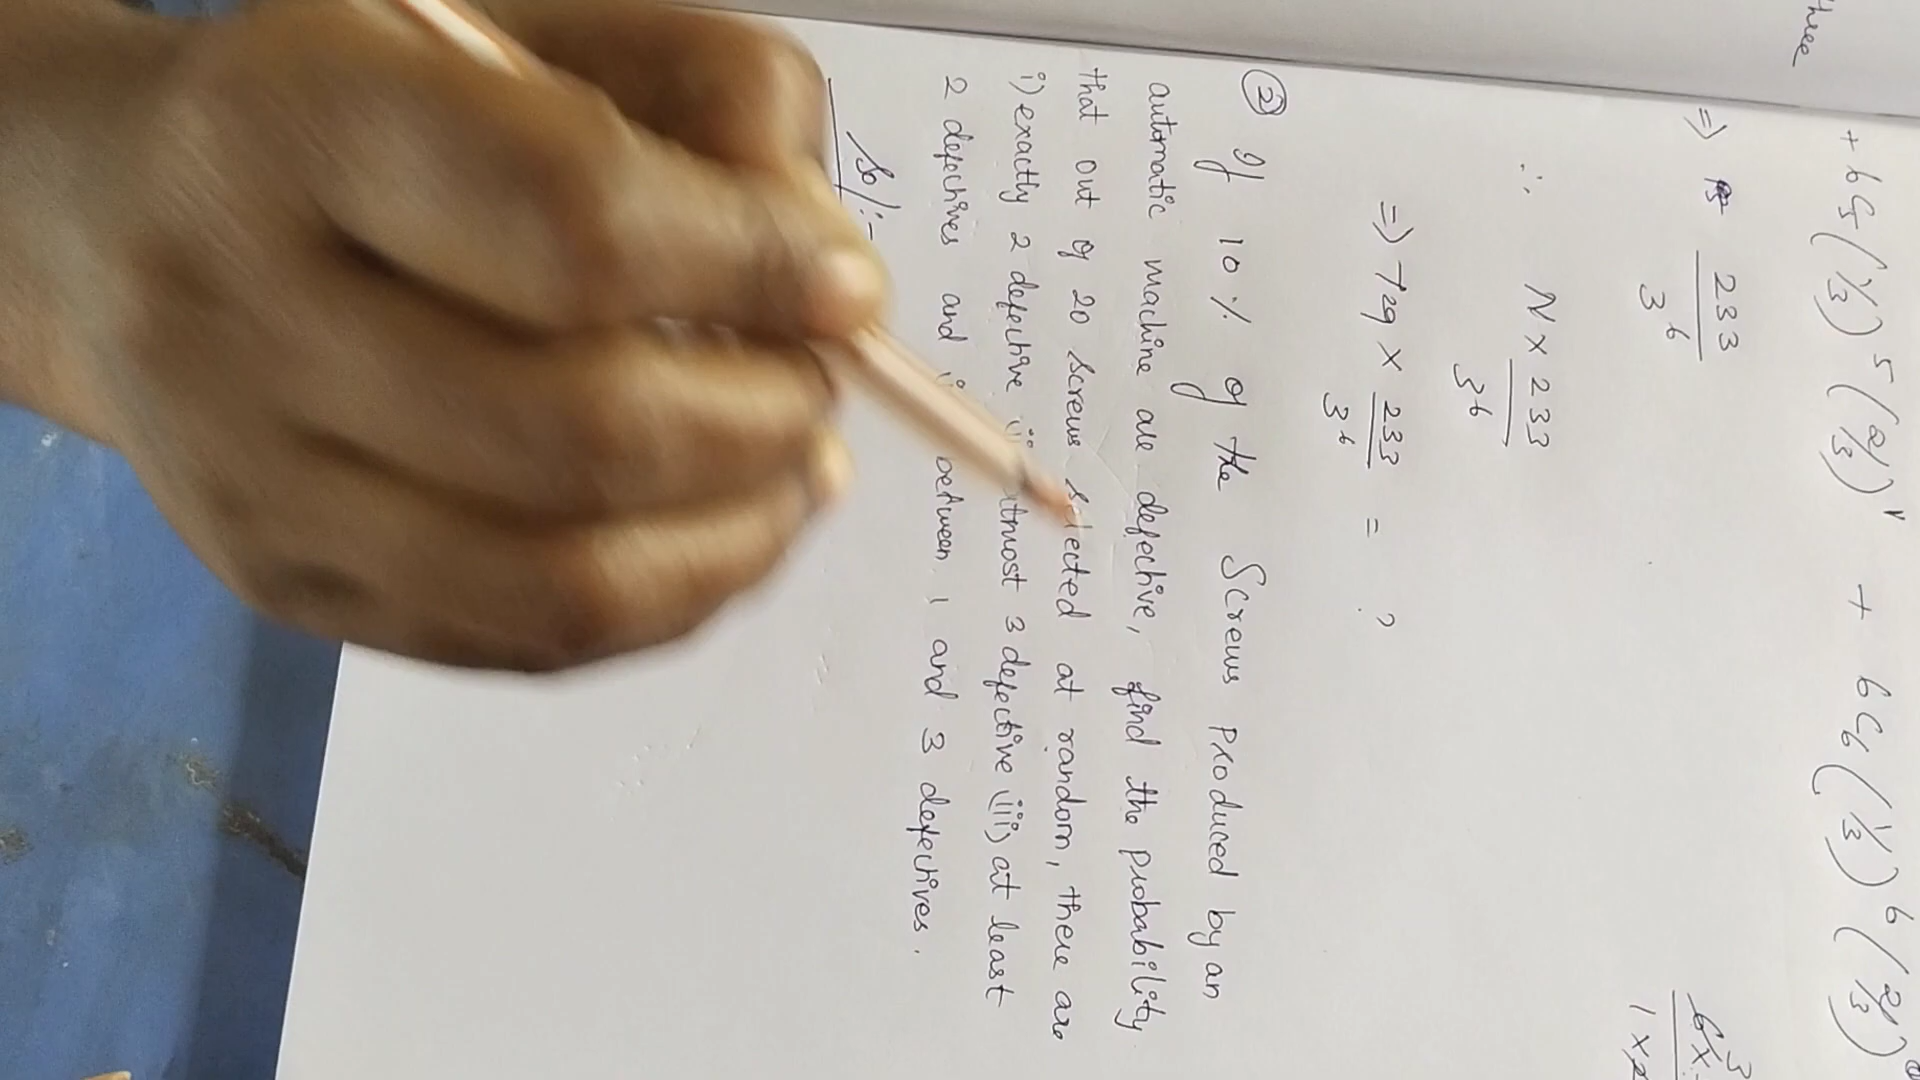 three
+ 6C5 (1/3)^5 (2/3)^1 + 6C6 (1/3)^6 (2/3)^0
=> 233/3^6
6x 3
1x2
∴ N x 233/3^6
=> 729 x 233/3^6 = ?
② If 10% of the Screws produced by an
automatic machine are defective, find the probability
that out of 20 screws selected at random, there are
i) exactly 2 defective ii) atmost 3 defective iii) at least
2 defectives and between 1 and 3 defectives.
Sol:-